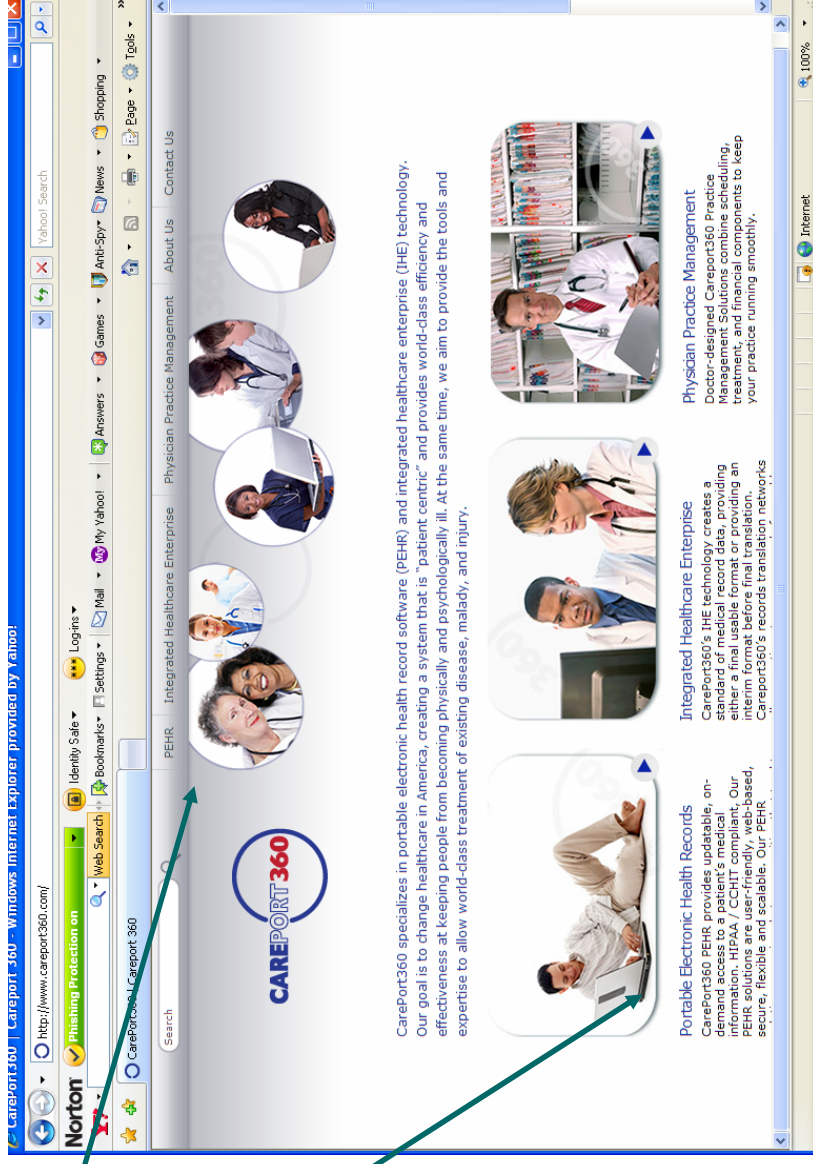 CarePort360 | Careport 360 - Windows Internet Explorer provided by Yahoo!
http://www.careport360.com/
Yahoo! Search
Norton
Phishing Protection on
Identity Safe
Log-ins
Web Search
Bookmarks
Settings
Mail
My Yahoo!
Answers
Games
Anti-Spy
News
Shopping
CarePort360 | Careport 360
Page
Tools
Search
PEHR
Integrated Healthcare Enterprise
Physician Practice Management
About Us
Contact Us
CAREPORT360
CarePort360 specializes in portable electronic health record software (PEHR) and integrated healthcare enterprise (IHE) technology.
Our goal is to change healthcare in America, creating a system that is "patient centric" and provides world-class efficiency and
effectiveness at keeping people from becoming physically and psychologically ill. At the same time, we aim to provide the tools and
expertise to allow world-class treatment of existing disease, malady, and injury.
Portable Electronic Health Records
CarePort360 PEHR provides updatable, on-
demand access to a patient's medical
information. HIPAA / CCHIT compliant, Our
PEHR solutions are user-friendly, web-based,
secure, flexible and scalable. Our PEHR
Integrated Healthcare Enterprise
CarePort360's IHE technology creates a
standard of medical record data, providing
either a final usable format or providing an
interim format before final translation.
Careport360's records translation networks
Physician Practice Management
Doctor-designed Careport360 Practice
Management Solutions combine scheduling,
treatment, and financial components to keep
your practice running smoothly.
Internet
100%